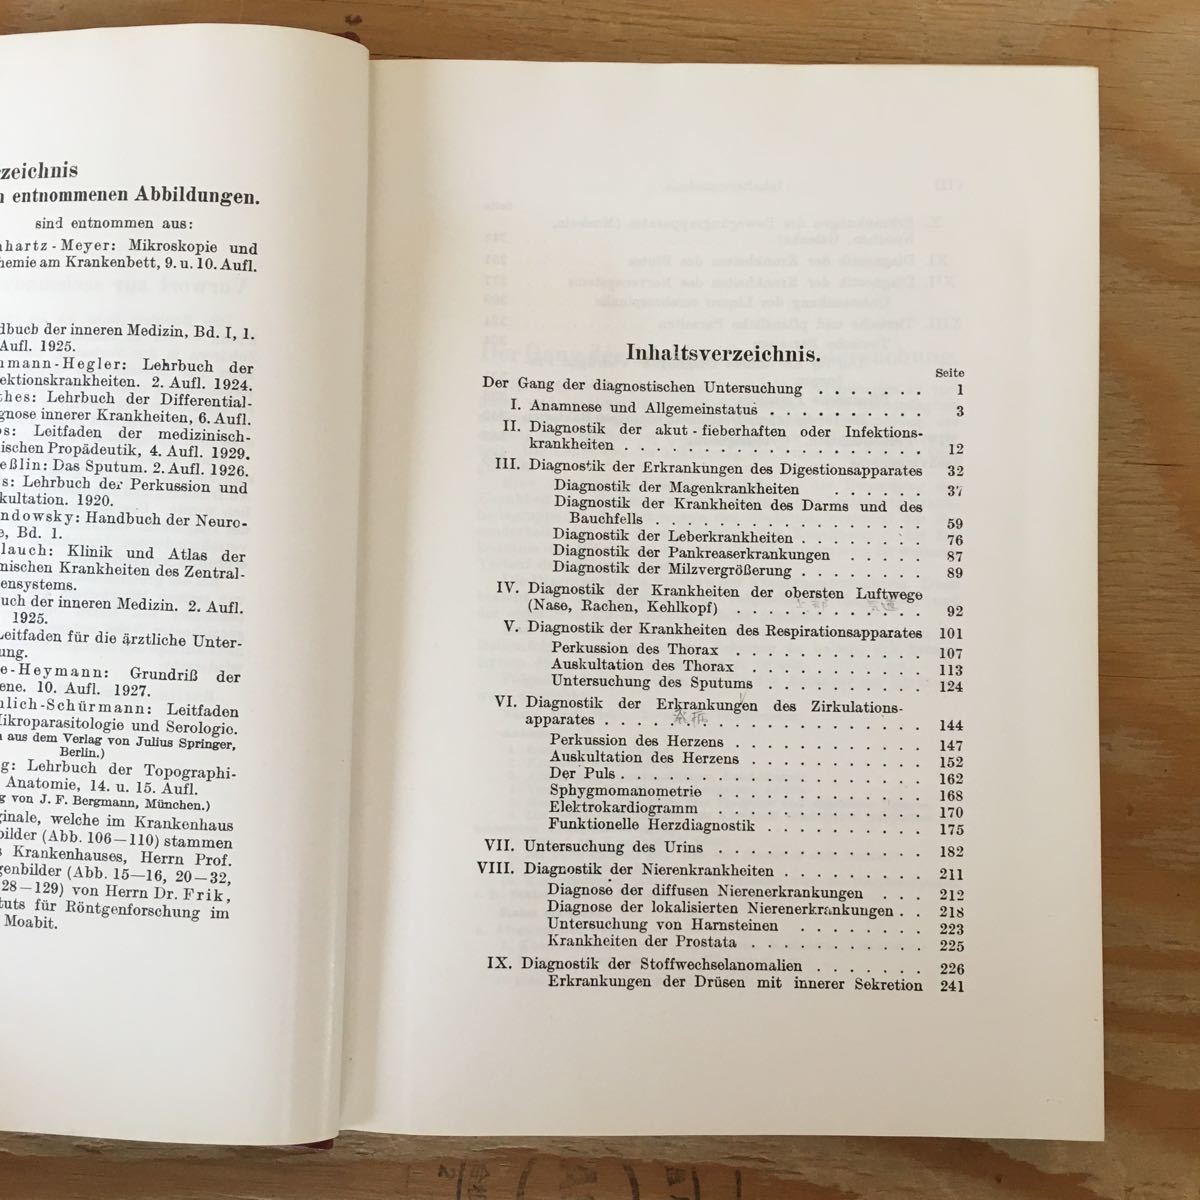 rzeichnis
entnommenen Abbildungen.
sind entnommen aus:
hartz-Meyer: Mikroskopie und
hemie am Krankenbett, 9. u. 10. Aufl.
dbuch der inneren Medizin, Bd. I, 1.
Aufl. 1925.
mann-Hegler: Lehrbuch der
ektionskrankheiten. 2. Aufl. 1924.
thes: Lehrbuch der Differential-
gnose innerer Krankheiten, 6. Aufl.
os: Leitfaden der medizinisch-
ischen Propädeutik, 4. Aufl. 1929.
eßlin: Das Sputum. 2. Aufl. 1926.
s: Lehrbuch der Perkussion und
kultation. 1920.
ndowsky: Handbuch der Neuro-
e, Bd. 1.
lauch: Klinik und Atlas der
nischen Krankheiten des Zentral-
ensystems.
uch der inneren Medizin. 2. Aufl.
1925.
Leitfaden für die ärztliche Unter-
ung.
e-Heymann: Grundriß der
ene. 10. Aufl. 1927.
hlich-Schürmann: Leitfaden
Mikroparasitologie und Serologie.
aus dem Verlag von Julius Springer,
Berlin.)
g: Lehrbuch der Topographi-
Anatomie, 14. u. 15. Aufl.
g von J. F. Bergmann, München.)
ginale, welche im Krankenhaus
bilder (Abb. 106—110) stammen
s Krankenhauses, Herrn Prof.
genbilder (Abb. 15—16, 20—32,
28—129) von Herrn Dr. Frik,
tuts für Röntgenforschung im
Moabit.
Inhaltsverzeichnis.
Seite
Der Gang der diagnostischen Untersuchung . . . . . . . 1
I. Anamnese und Allgemeinstatus . . . . . . . . . . 3
II. Diagnostik der akut-fieberhaften oder Infektions-
krankheiten . . . . . . . . . . . . . . . . . . . 12
III. Diagnostik der Erkrankungen des Digestionsapparates 32
Diagnostik der Magenkrankheiten . . . . . . 37
Diagnostik der Krankheiten des Darms und des
Bauchfells . . . . . . . . . . . . . . . . . 59
Diagnostik der Leberkrankheiten . . . . . . . . 76
Diagnostik der Pankreaserkrankungen . . . . . 87
Diagnostik der Milzvergrößerung . . . . . . . . 89
IV. Diagnostik der Krankheiten der obersten Luftwege
(Nase, Rachen, Kehlkopf) . . . . . . . . . . . . 92
V. Diagnostik der Krankheiten des Respirationsapparates 101
Perkussion des Thorax . . . . . . . . . . . . 107
Auskultation des Thorax . . . . . . . . . . . 113
Untersuchung des Sputums . . . . . . . . . . 124
VI. Diagnostik der Erkrankungen des Zirkulations-
apparates . . . . . . . . . . . . . . . . . . . . 144
Perkussion des Herzens . . . . . . . . . . . . 147
Auskultation des Herzens . . . . . . . . . . . 152
Der Puls . . . . . . . . . . . . . . . . . . . 162
Sphygmomanometrie . . . . . . . . . . . . . 168
Elektrokardiogramm . . . . . . . . . . . . . 170
Funktionelle Herzdiagnostik . . . . . . . . . . 175
VII. Untersuchung des Urins . . . . . . . . . . . . . 182
VIII. Diagnostik der Nierenkrankheiten . . . . . . . . . 211
Diagnose der diffusen Nierenerkrankungen . . . . 212
Diagnose der lokalisierten Nierenerkrankungen . . 218
Untersuchung von Harnsteinen . . . . . . . . 223
Krankheiten der Prostata . . . . . . . . . . . 225
IX. Diagnostik der Stoffwechselanomalien . . . . . . . 226
Erkrankungen der Drüsen mit innerer Sekretion 241